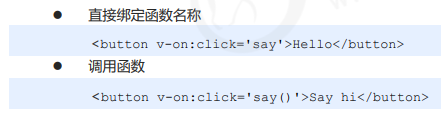 ● 直接绑定函数名称
<button v-on:click='say'>Hello</button>
● 调用函数
<button v-on:click='say()'>Say hi</button>